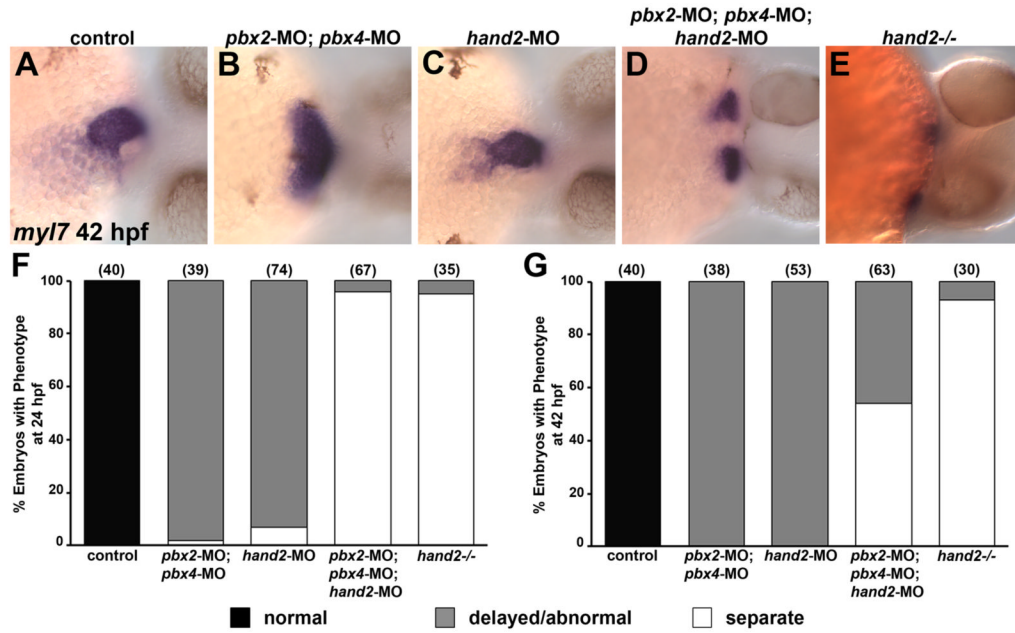 control
pbx2-MO; pbx4-MO
hand2-MO
pbx2-MO; pbx4-MO;
hand2-MO
hand2-/-
A
B
C
D
E
myl7 42 hpf
F
(40)
(39)
(74)
(67)
(35)
% Embryos with Phenotype
at 24 hpf
100
80
60
40
20
0
control
pbx2-MO;
pbx4-MO
hand2-MO
pbx2-MO;
pbx4-MO;
hand2-MO
hand2-/-
G
(40)
(38)
(53)
(63)
(30)
% Embryos with Phenotype
at 42 hpf
100
80
60
40
20
0
control
pbx2-MO;
pbx4-MO
hand2-MO
pbx2-MO;
pbx4-MO;
hand2-MO
hand2-/-
normal
delayed/abnormal
separate